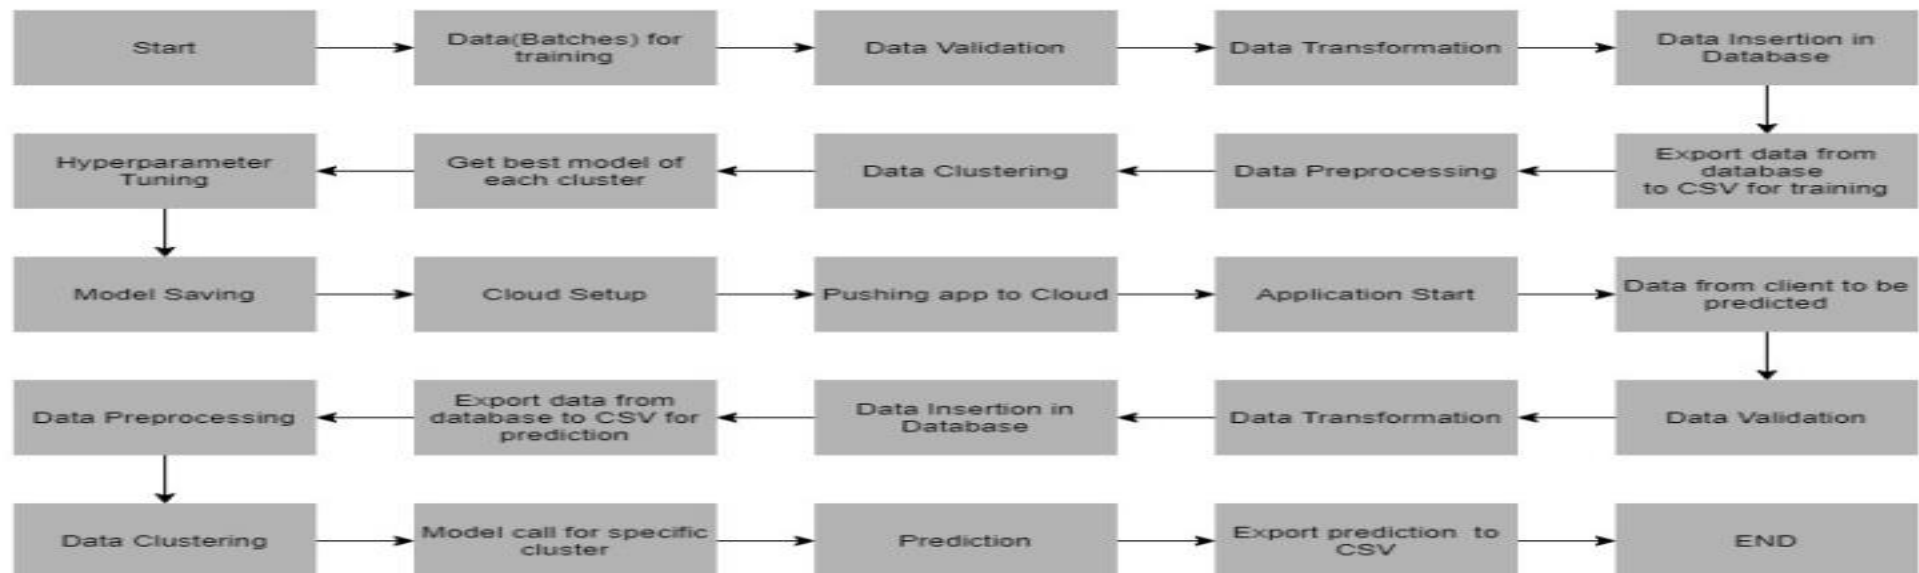 Start
Data(Batches) for
training
Data Validation
Data Transformation
Data Insertion in
Database
Export data from
database
to CSV for training
Data Preprocessing
Data Clustering
Get best model of
each cluster
Hyperparameter
Tuning
Model Saving
Cloud Setup
Pushing app to Cloud
Application Start
Data from client to be
predicted
Data Validation
Data Transformation
Data Insertion in
Database
Export data from
database to CSV for
prediction
Data Preprocessing
Data Clustering
Model call for specific
cluster
Prediction
Export prediction to
CSV
END